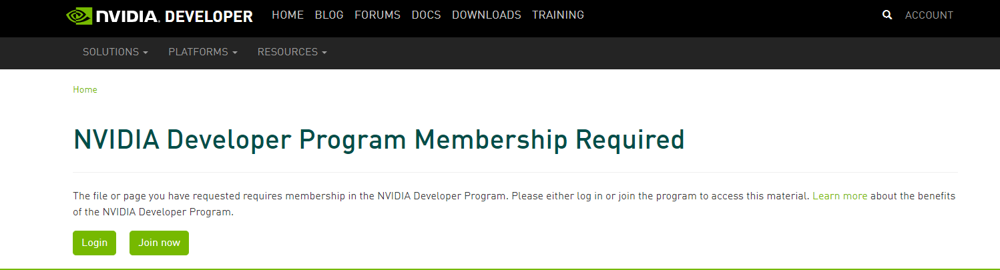 NVIDIA. DEVELOPER HOME BLOG FORUMS DOCS DOWNLOADS TRAINING ACCOUNT
SOLUTIONS PLATFORMS RESOURCES
Home
NVIDIA Developer Program Membership Required
The file or page you have requested requires membership in the NVIDIA Developer Program. Please either log in or join the program to access this material. Learn more about the benefits
of the NVIDIA Developer Program.
Login Join now